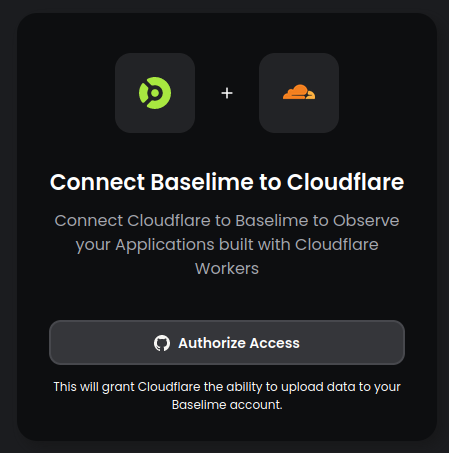 Connect Baselime to Cloudflare
Connect Cloudflare to Baselime to Observe
your Applications built with Cloudflare
Workers
Authorize Access
This will grant Cloudflare the ability to upload data to your
Baselime account.